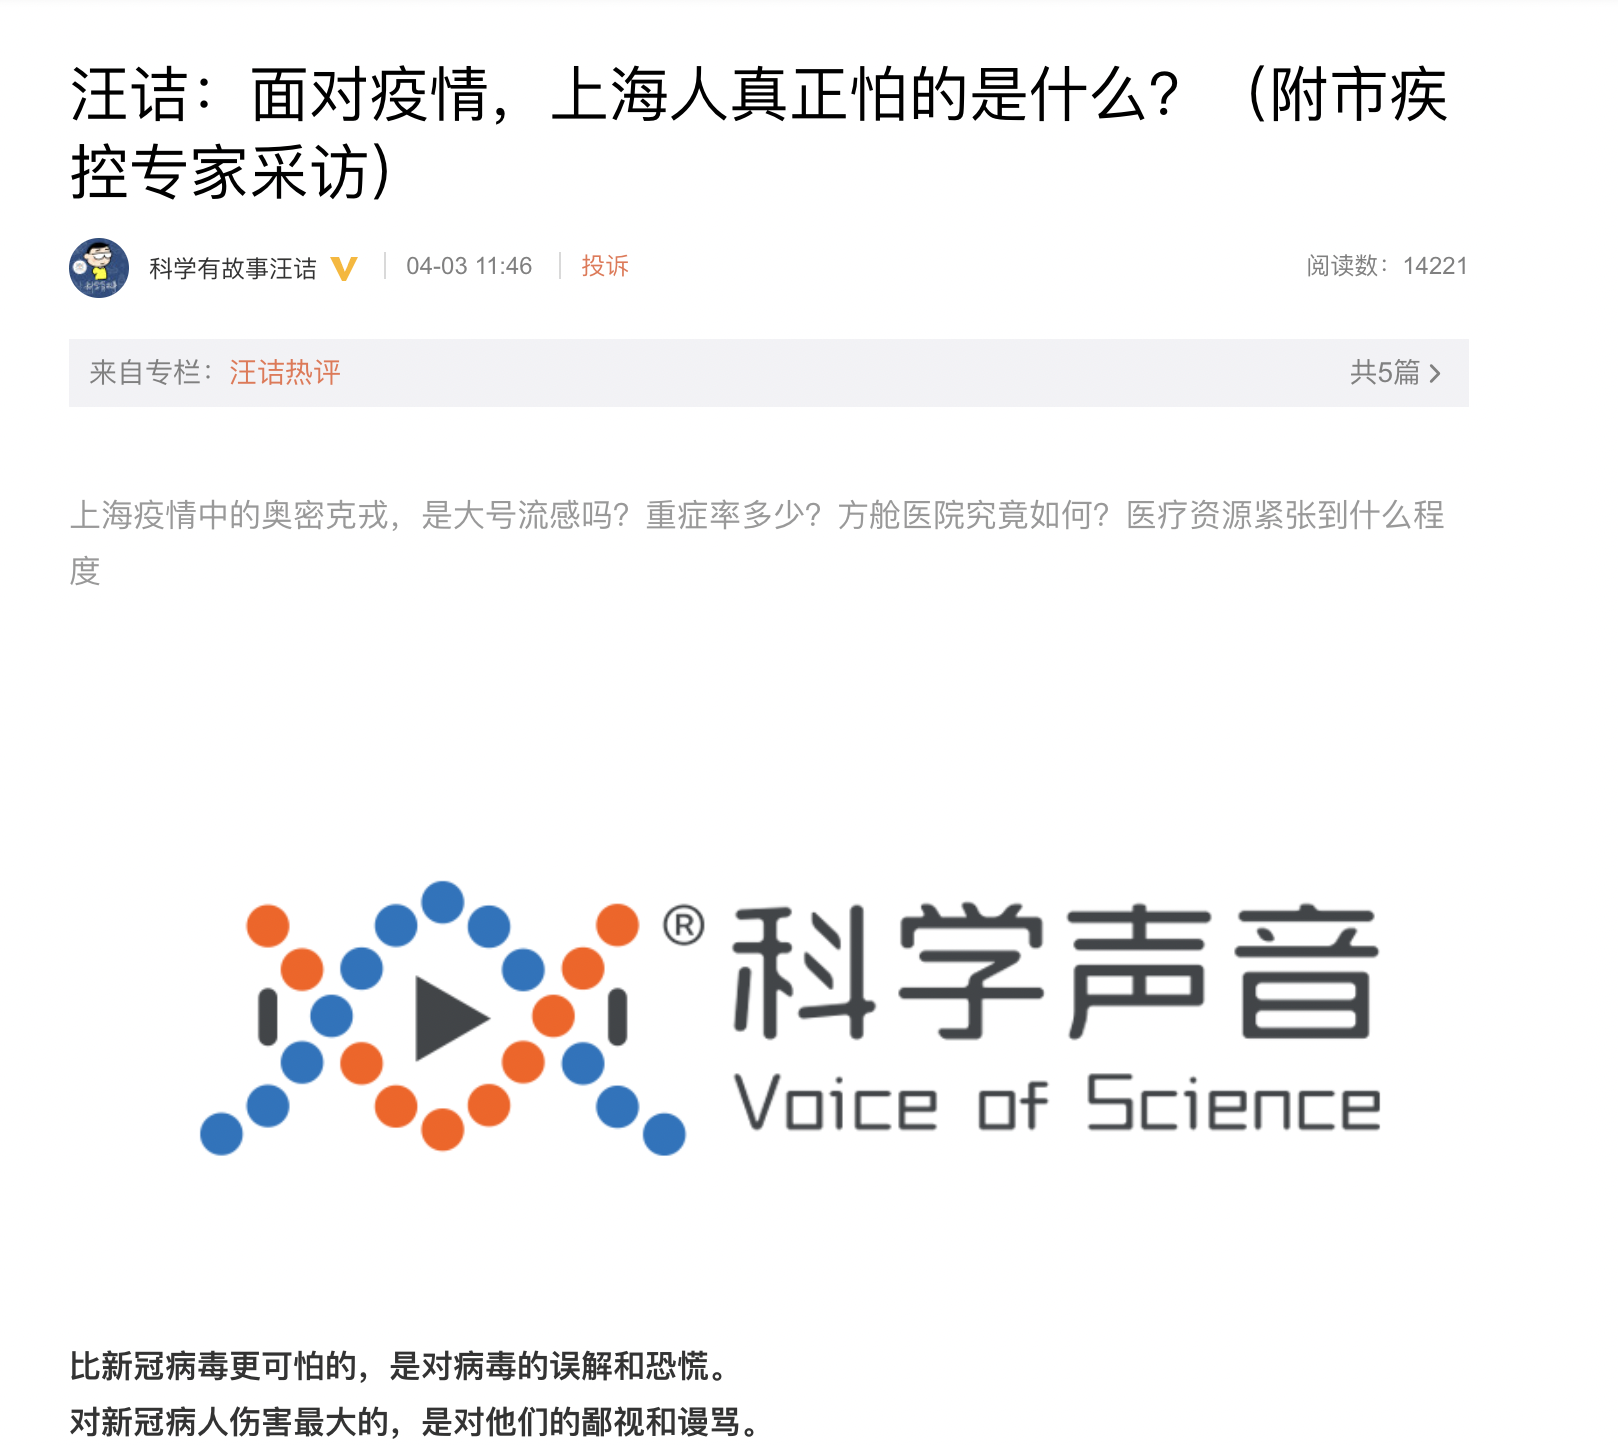 汪诘：面对疫情，上海人真正怕的是什么？（附市疾
控专家采访）
科学有故事汪诘 04-03 11:46 投诉 阅读数：14221
来自专栏：汪诘热评 共5篇
上海疫情中的奥密克戎，是大号流感吗？重症率多少？方舱医院究竟如何？医疗资源紧张到什么程
度
® 科学声音
Voice of Science
比新冠病毒更可怕的，是对病毒的误解和恐慌。
对新冠病人伤害最大的，是对他们的鄙视和谩骂。